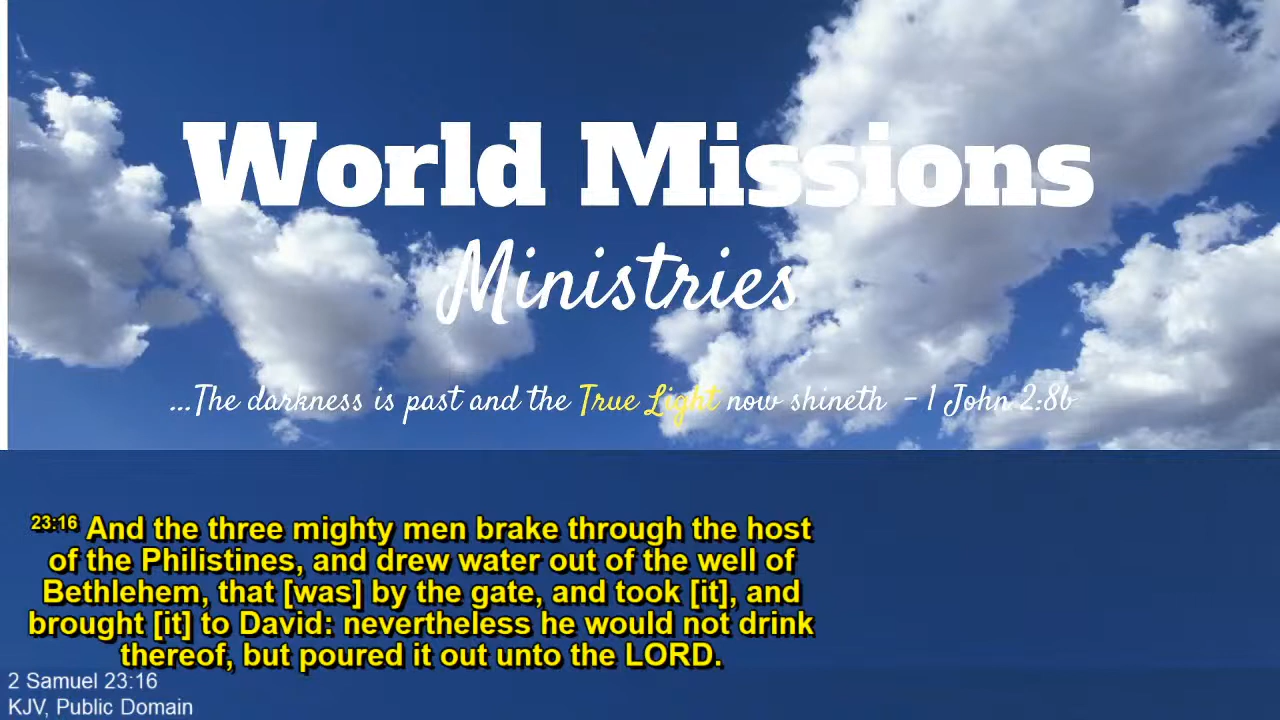 World Missions
Ministries
...The darkness is past and the True Light now shineth - 1 John 2:8b
23:16 And the three mighty men brake through the host
of the Philistines, and drew water out of the well of
Bethlehem, that [was] by the gate, and took [it], and
brought [it] to David: nevertheless he would not drink
thereof, but poured it out unto the LORD.
2 Samuel 23:16
KJV, Public Domain